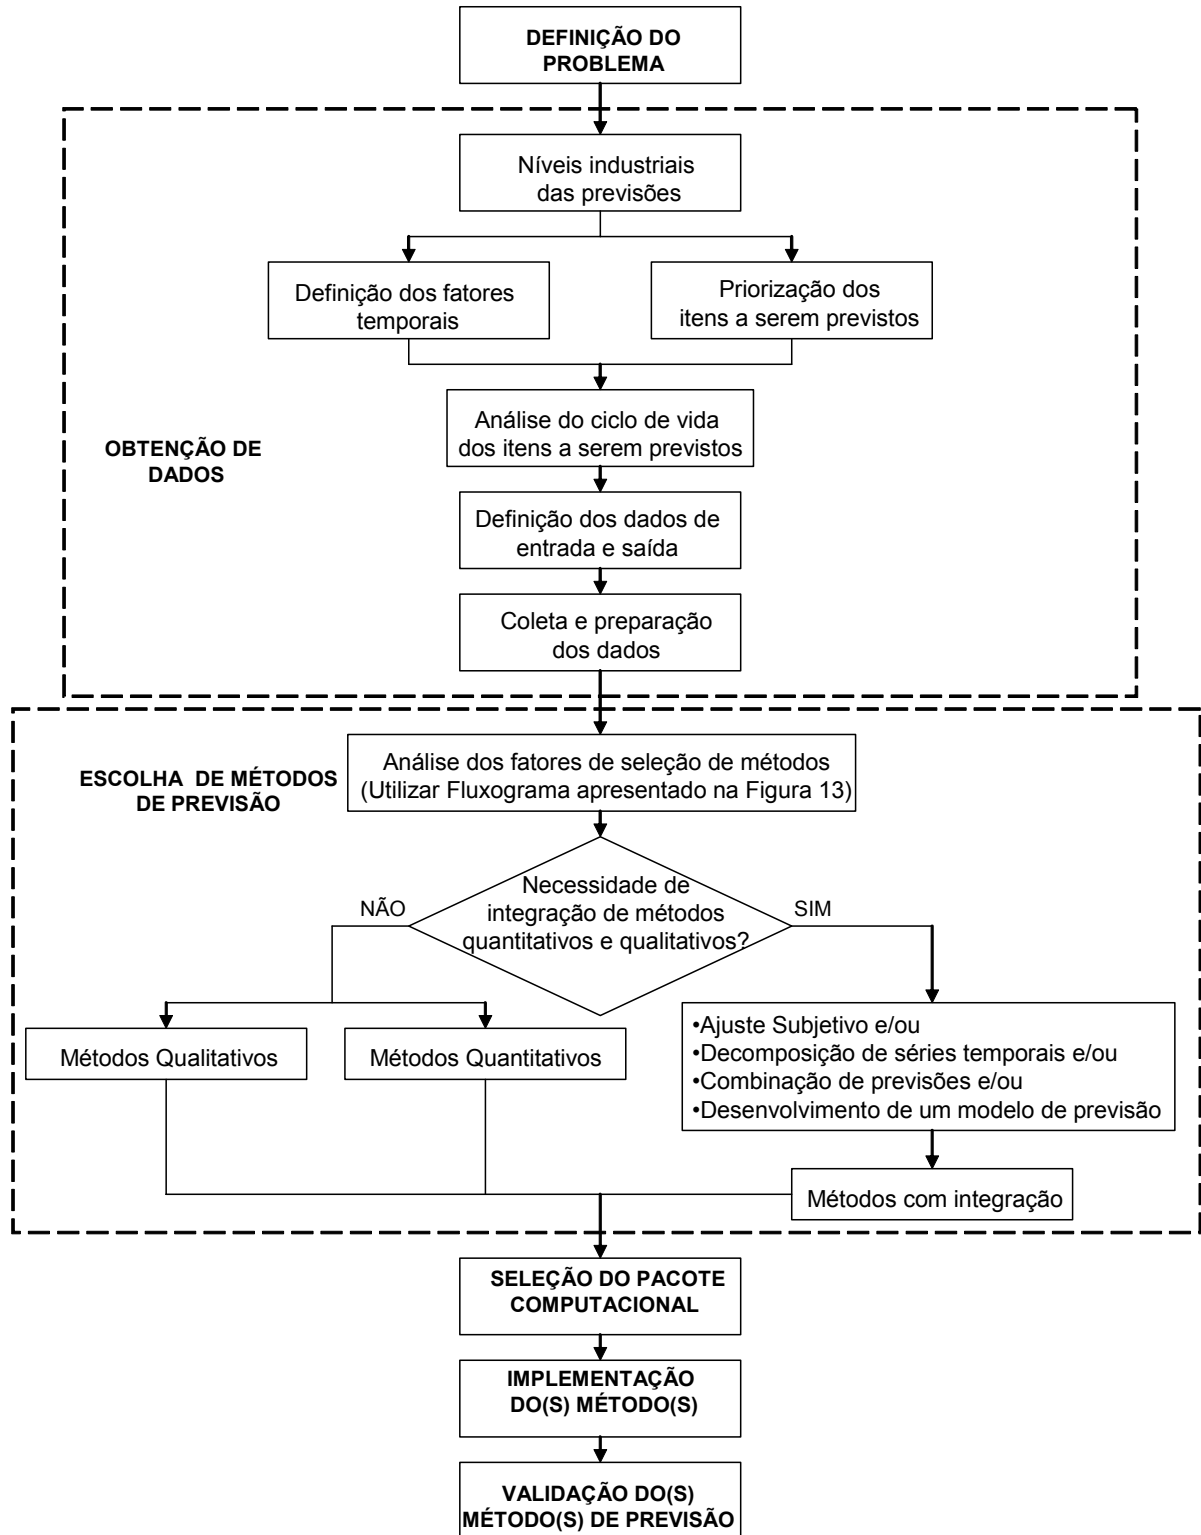 DEFINIÇÃO DO
PROBLEMA
Níveis industriais
das previsões
Definição dos fatores
temporais
Priorização dos
itens a serem previstos
Análise do ciclo de vida
dos itens a serem previstos
OBTENÇÃO DE
DADOS
Definição dos dados de
entrada e saída
Coleta e preparação
dos dados
ESCOLHA DE MÉTODOS
DE PREVISÃO
Análise dos fatores de seleção de métodos
(Utilizar Fluxograma apresentado na Figura 13)
Necessidade de
integração de métodos
quantitativos e qualitativos?
NÃO
SIM
Métodos Qualitativos
Métodos Quantitativos
•Ajuste Subjetivo e/ou
•Decomposição de séries temporais e/ou
•Combinação de previsões e/ou
•Desenvolvimento de um modelo de previsão
Métodos com integração
SELEÇÃO DO PACOTE
COMPUTACIONAL
IMPLEMENTAÇÃO
DO(S) MÉTODO(S)
VALIDAÇÃO DO(S)
MÉTODO(S) DE PREVISÃO